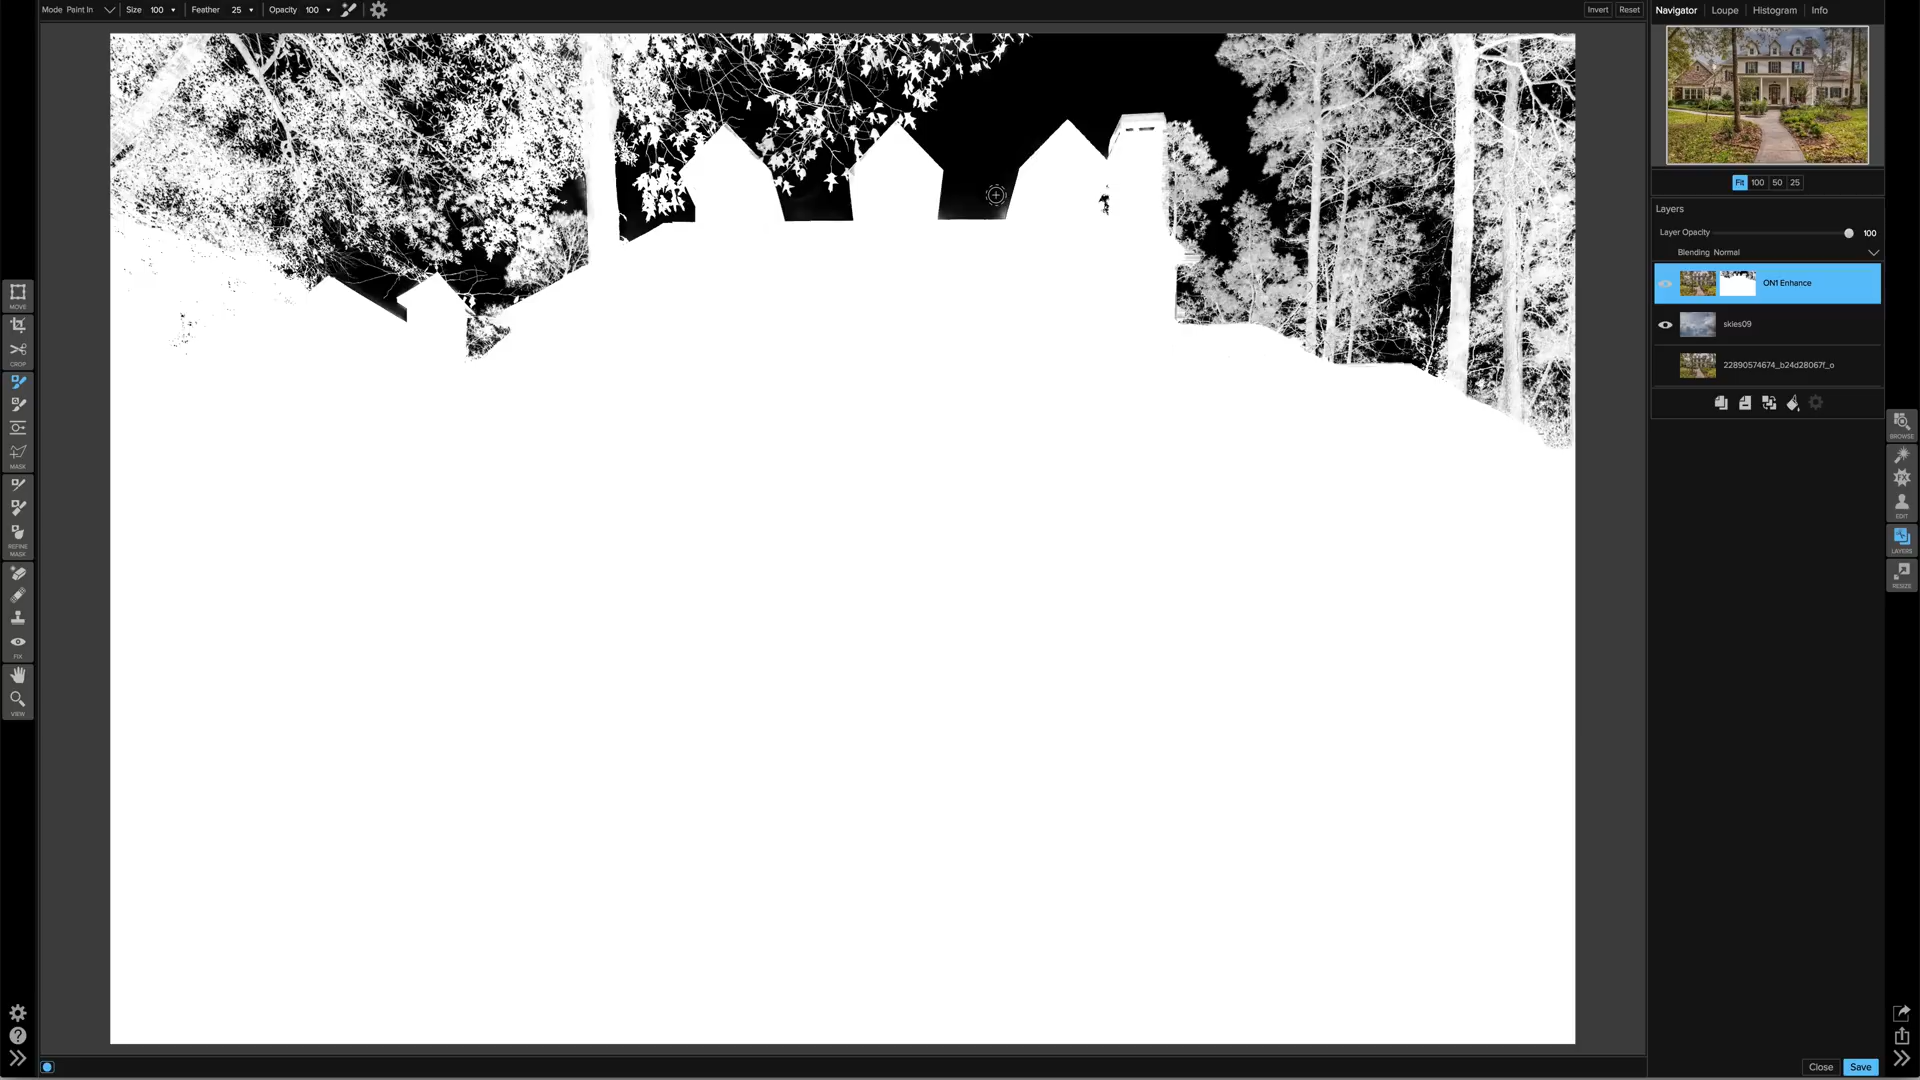 Mode Paint In Size 100 Feather 25 Opacity 100 Invert Reset
Navigator Loupe Histogram Info
Fit 100 50 25
Layers
Layer Opacity 100
Blending Normal
ON1 Enhance
skies09
22890574674_b24d28067f_o
MOVE
CROP
MASK
REFINE
MASK
FIX
VIEW
BROWSE
FX
EDIT
LAYERS
RESIZE
Close Save